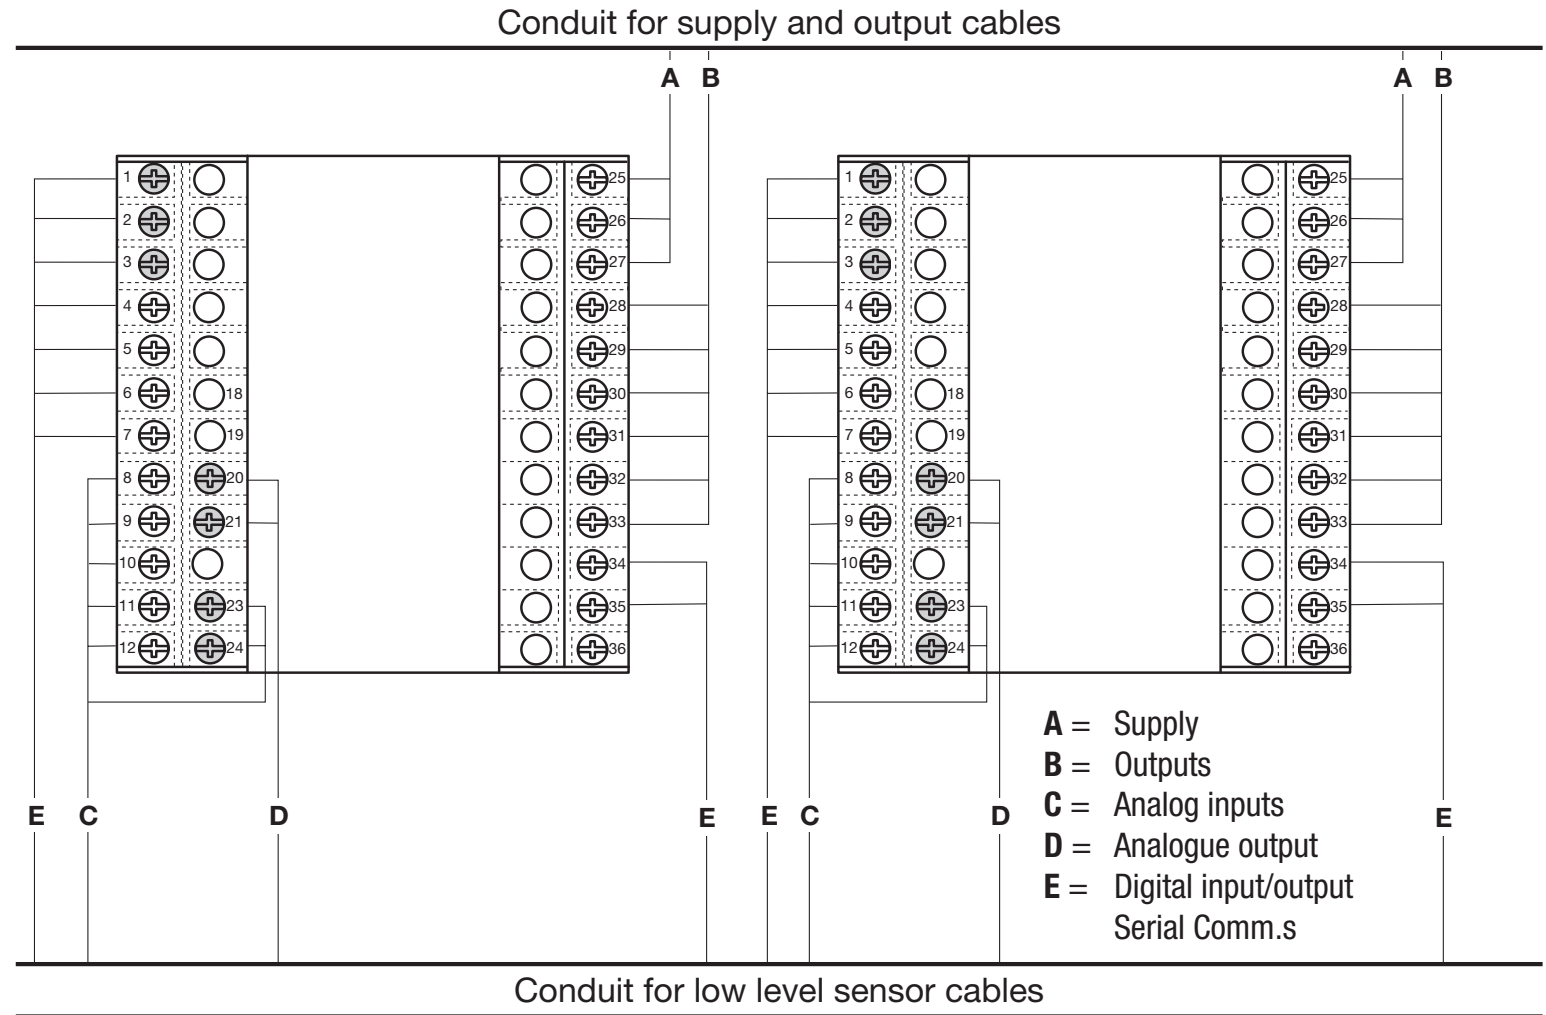 Conduit for supply and output cables
A B A B
1 25 1 25
2 26 2 26
3 27 3 27
4 28 4 28
5 29 5 29
6 18 30 6 18 30
7 19 31 7 19 31
8 20 32 8 20 32
9 21 33 9 21 33
10 34 10 34
11 23 35 11 23 35
12 24 36 12 24 36
A = Supply
B = Outputs
C = Analog inputs
E C D E E C D E
D = Analogue output
E = Digital input/output
Serial Comm.s
Conduit for low level sensor cables